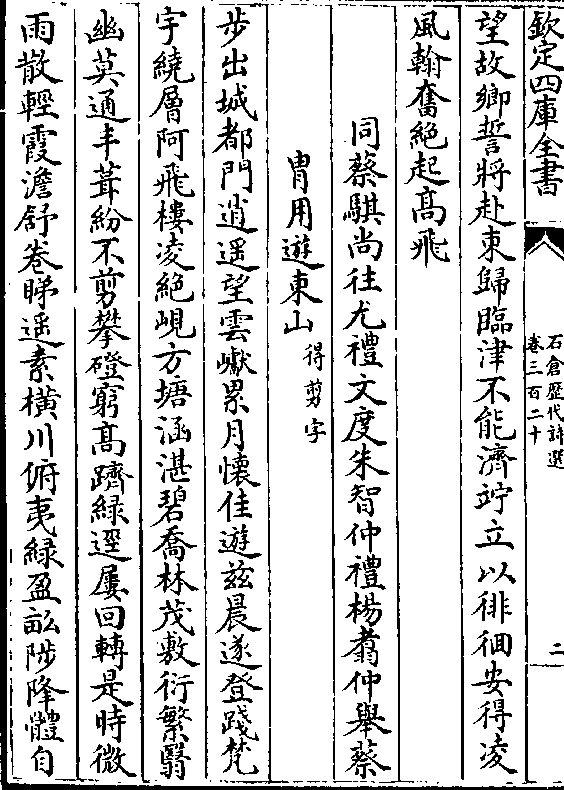 欽定四庫全書
石倉歴代詩選
卷三百二十
二
望故鄉誓將赴東歸臨津不能濟竚立以徘徊安得凌
風翰奮絶起髙飛
同蔡騏尚往尤禮文度朱智仲禮楊翥仲舉蔡
胄用遊東山
得剪字
步出城都門逍遥望雲巘累月懷佳遊兹晨遂登踐梵
宇繞層阿飛樓凌絶峴方塘涵湛碧喬林茂敷衍繁翳
幽莫通丰茸紛不剪攀磴窮髙躋緑逕屢回轉是時微
雨散輕霞澹舒卷睇遥素横川俯夷緑盈畝陟降體自